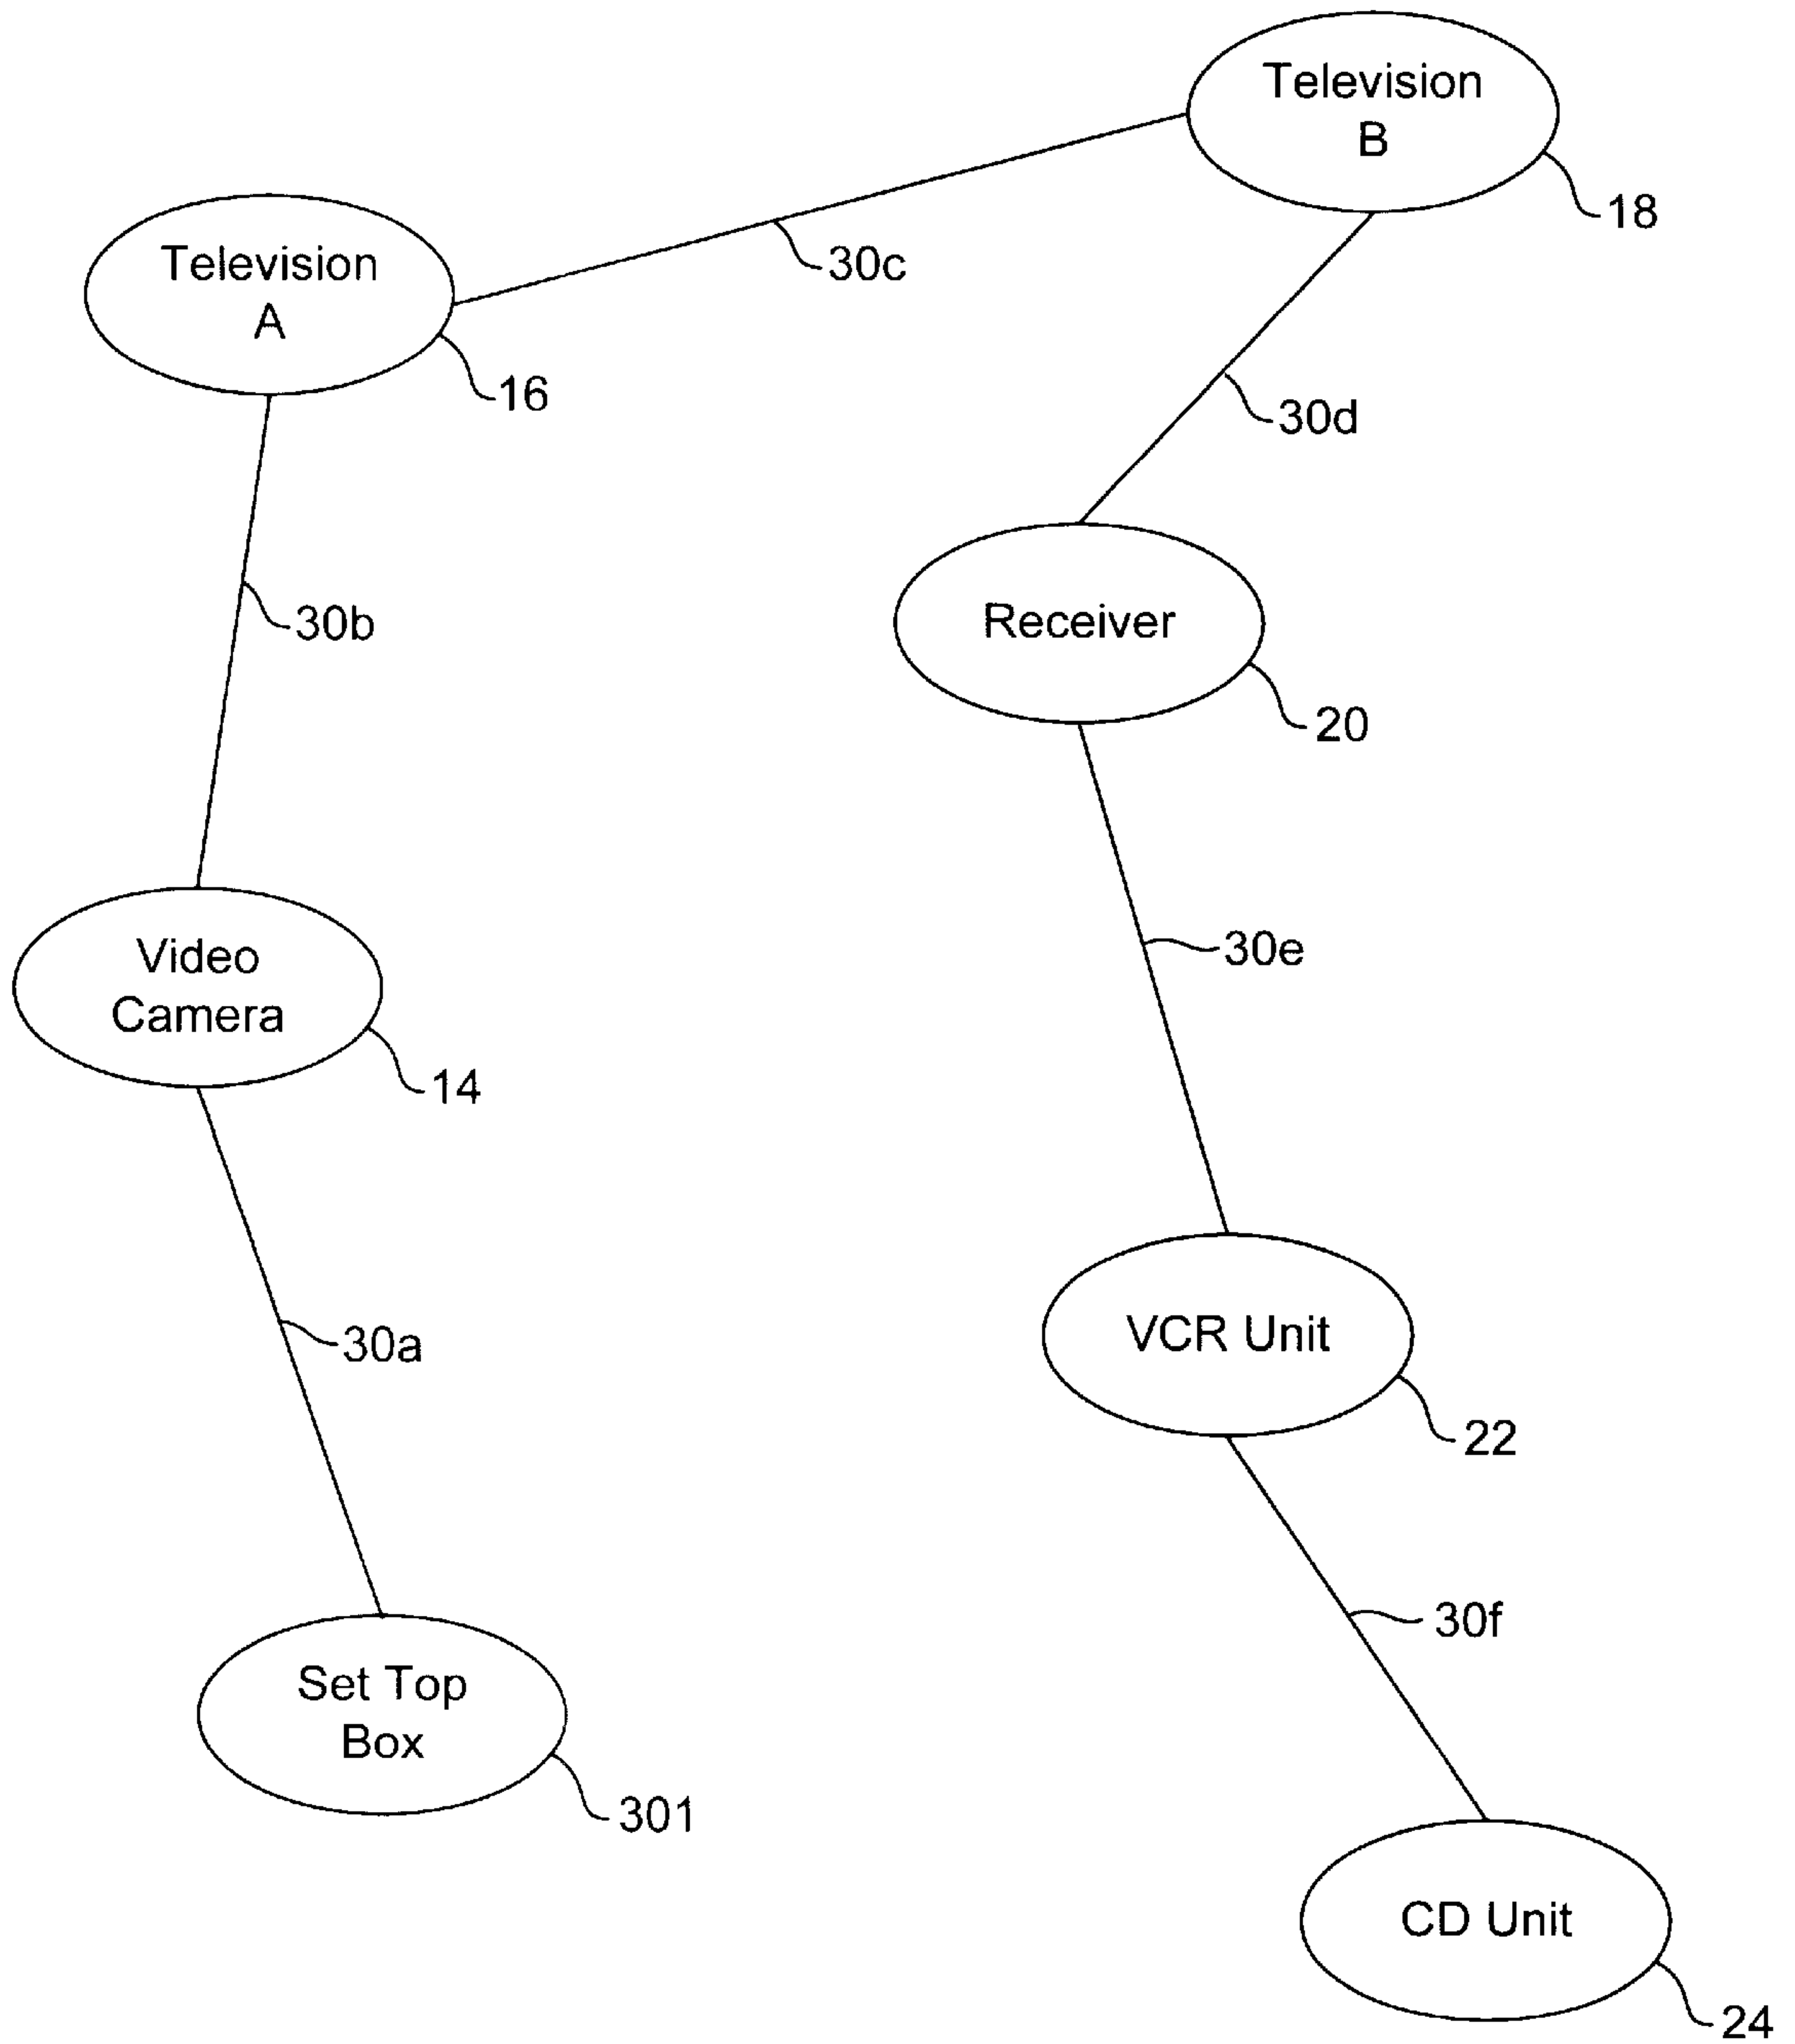 Television
B
18
30c
Television
A
16
30d
30b
Receiver
20
30e
Video
Camera
14
30a
VCR Unit
22
30f
Set Top
Box
301
CD Unit
24